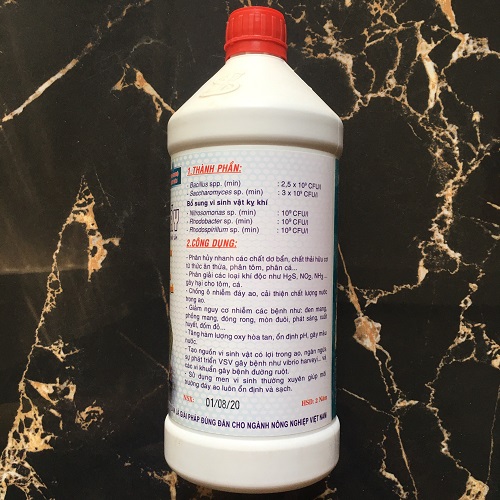 1.THÀNH PHẦN:
- Bacillus spp. (min) : 2,5 x 10⁹ CFU/l
- Saccharomyces sp. (min) : 3 x 10⁹ CFU/l
Bổ sung vi sinh vật kỵ khí
- Nitrosomonas sp. (min) : 10⁹ CFU/l
- Rhodobacter sp. (min) : 10⁹ CFU/l
- Rhodospirillum sp. (min) : 10⁹ CFU/l
2.CÔNG DỤNG:
- Phân hủy nhanh các chất dơ bẩn, chất thải hữu cơ
từ thức ăn thừa, phân tôm, phân cá...
- Phân giải các loại khí độc như H₂S, NO₂, NH₃ ...
gây hại cho tôm, cá.
- Chống ô nhiễm đáy ao, cải thiện chất lượng nước
trong ao.
- Giảm nguy cơ nhiễm các bệnh như: đen mang,
phồng mang, đóng rong, mòn đuôi, phát sáng, xuất
huyết, đốm đỏ...
- Tăng hàm lượng oxy hòa tan, ổn định pH, gây màu
nước.
- Tạo nguồn vi sinh vật có lợi trong ao, ngăn ngừa
sự phát triển VSV gây bệnh như vibrio harveyi... và
các vi khuẩn gây bệnh đường ruột.
- Sử dụng men vi sinh thường xuyên giúp môi
trường đáy ao luôn ổn định và sạch.
NSX: 01/08/20 HSD: 2 Năm
LÀ GIẢI PHÁP ĐÚNG ĐẮN CHO NGÀNH NÔNG NGHIỆP VIỆT NAM